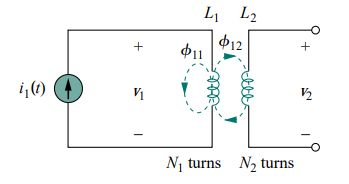 L₁ L₂
+ ϕ₁₁ ϕ₁₂ +
i₁(t) v₁ v₂
– –
N₁ turns N₂ turns